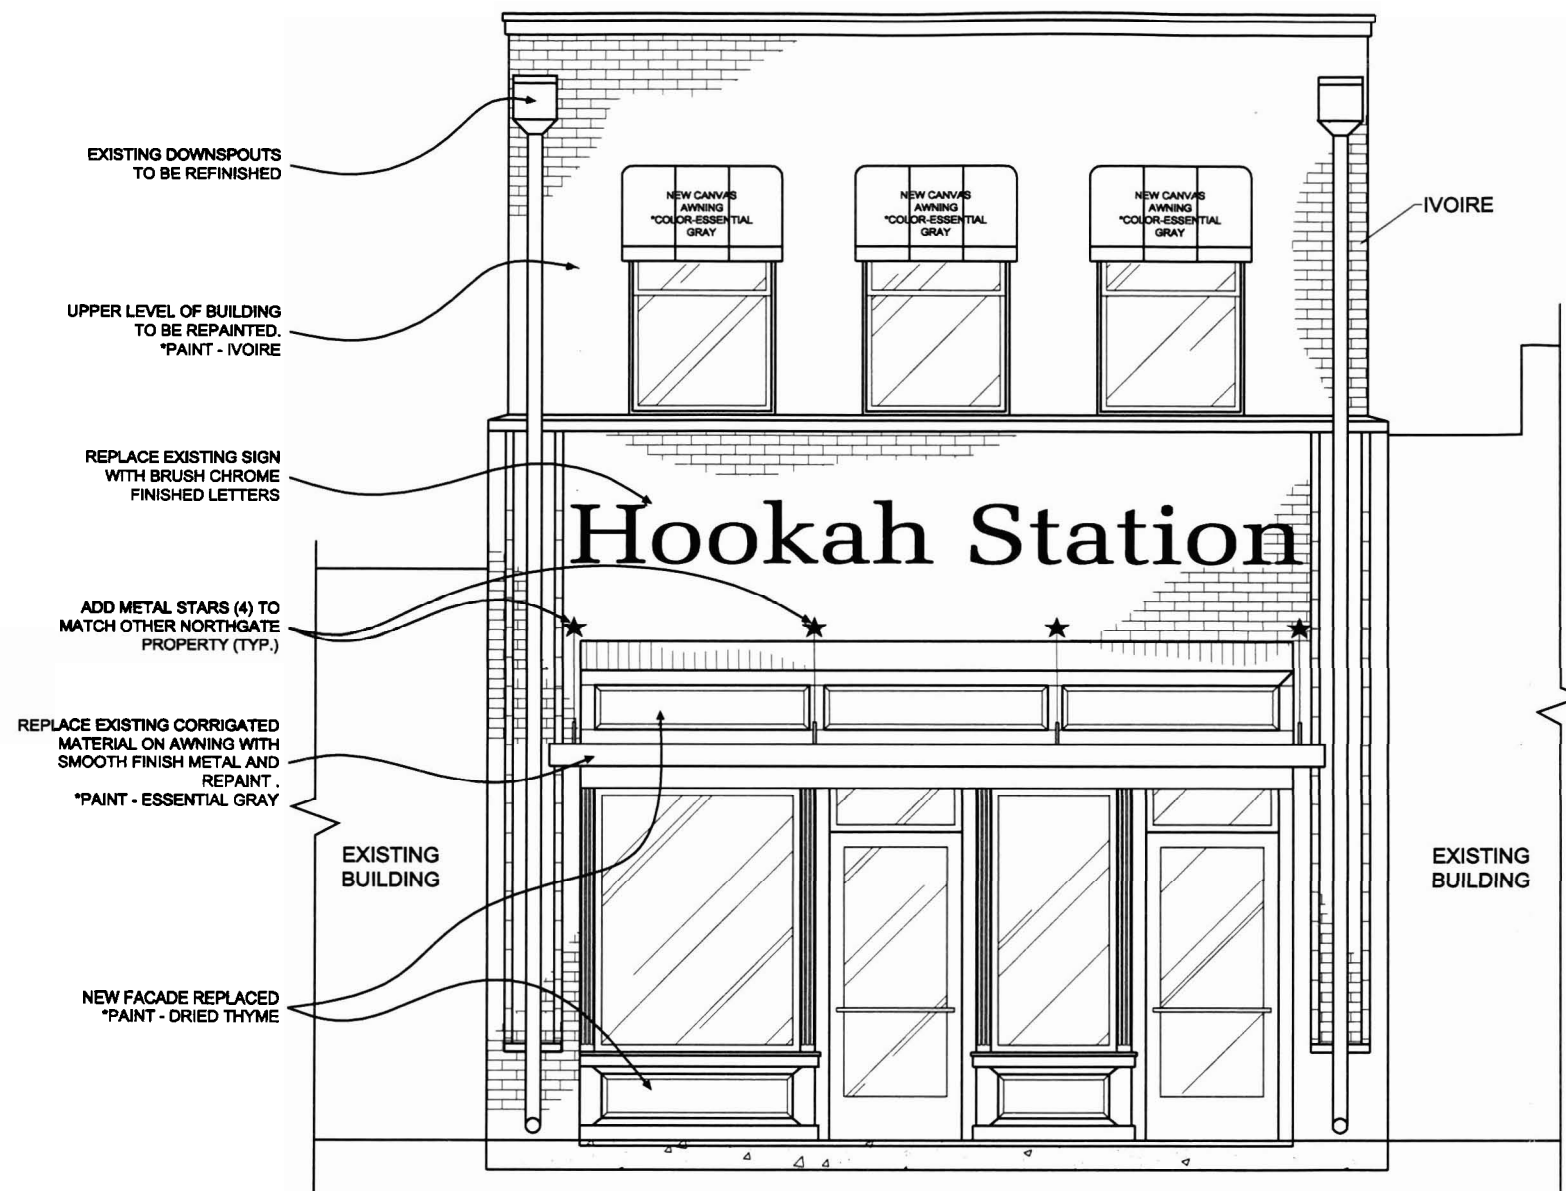 EXISTING DOWNSPOUTS
TO BE REFINISHED
NEW CANVAS
AWNING
*COLOR-ESSENTIAL
GRAY
NEW CANVAS
AWNING
*COLOR-ESSENTIAL
GRAY
NEW CANVAS
AWNING
*COLOR-ESSENTIAL
GRAY
IVOIRE
UPPER LEVEL OF BUILDING
TO BE REPAINTED.
*PAINT - IVOIRE
REPLACE EXISTING SIGN
WITH BRUSH CHROME
FINISHED LETTERS
Hookah Station
ADD METAL STARS (4) TO
MATCH OTHER NORTHGATE
PROPERTY (TYP.)
REPLACE EXISTING CORRIGATED
MATERIAL ON AWNING WITH
SMOOTH FINISH METAL AND
REPAINT .
*PAINT - ESSENTIAL GRAY
EXISTING
BUILDING
EXISTING
BUILDING
NEW FACADE REPLACED
*PAINT - DRIED THYME